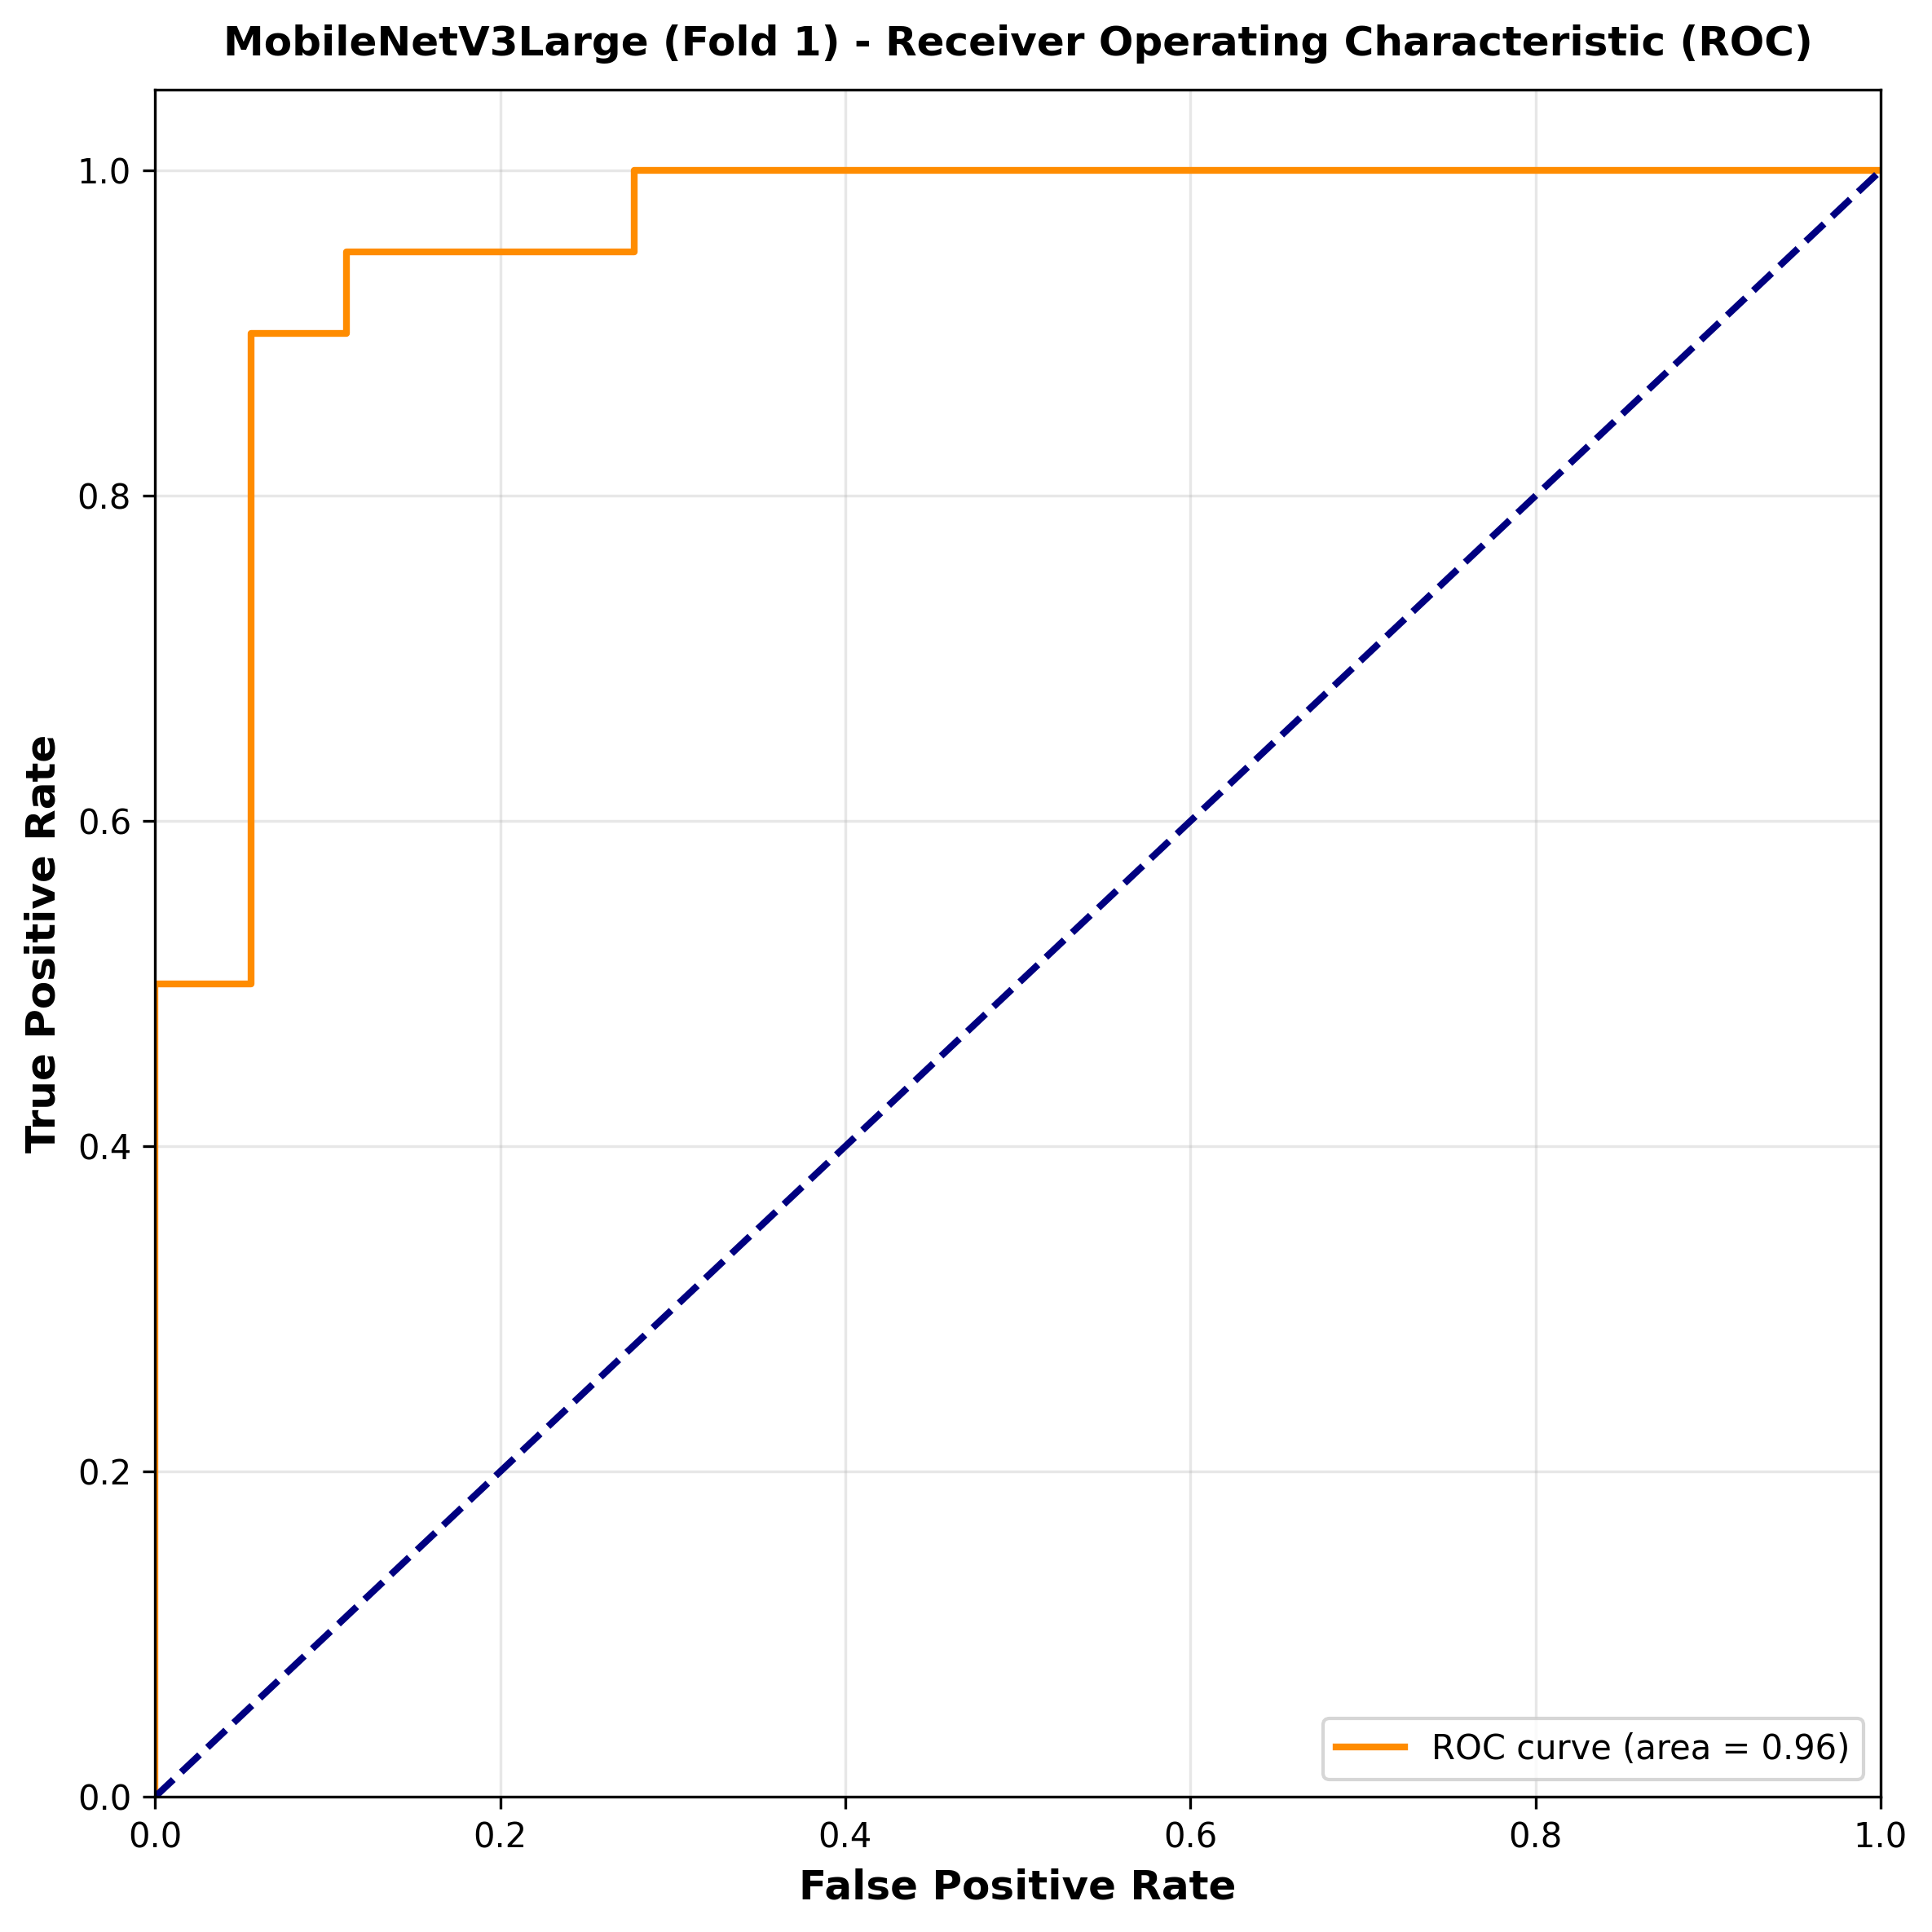 MobileNetV3Large (Fold 1) - Receiver Operating Characteristic (ROC)
True Positive Rate
1.0
0.8
0.6
0.4
0.2
0.0
0.0 0.2 0.4 0.6 0.8 1.0
False Positive Rate
ROC curve (area = 0.96)